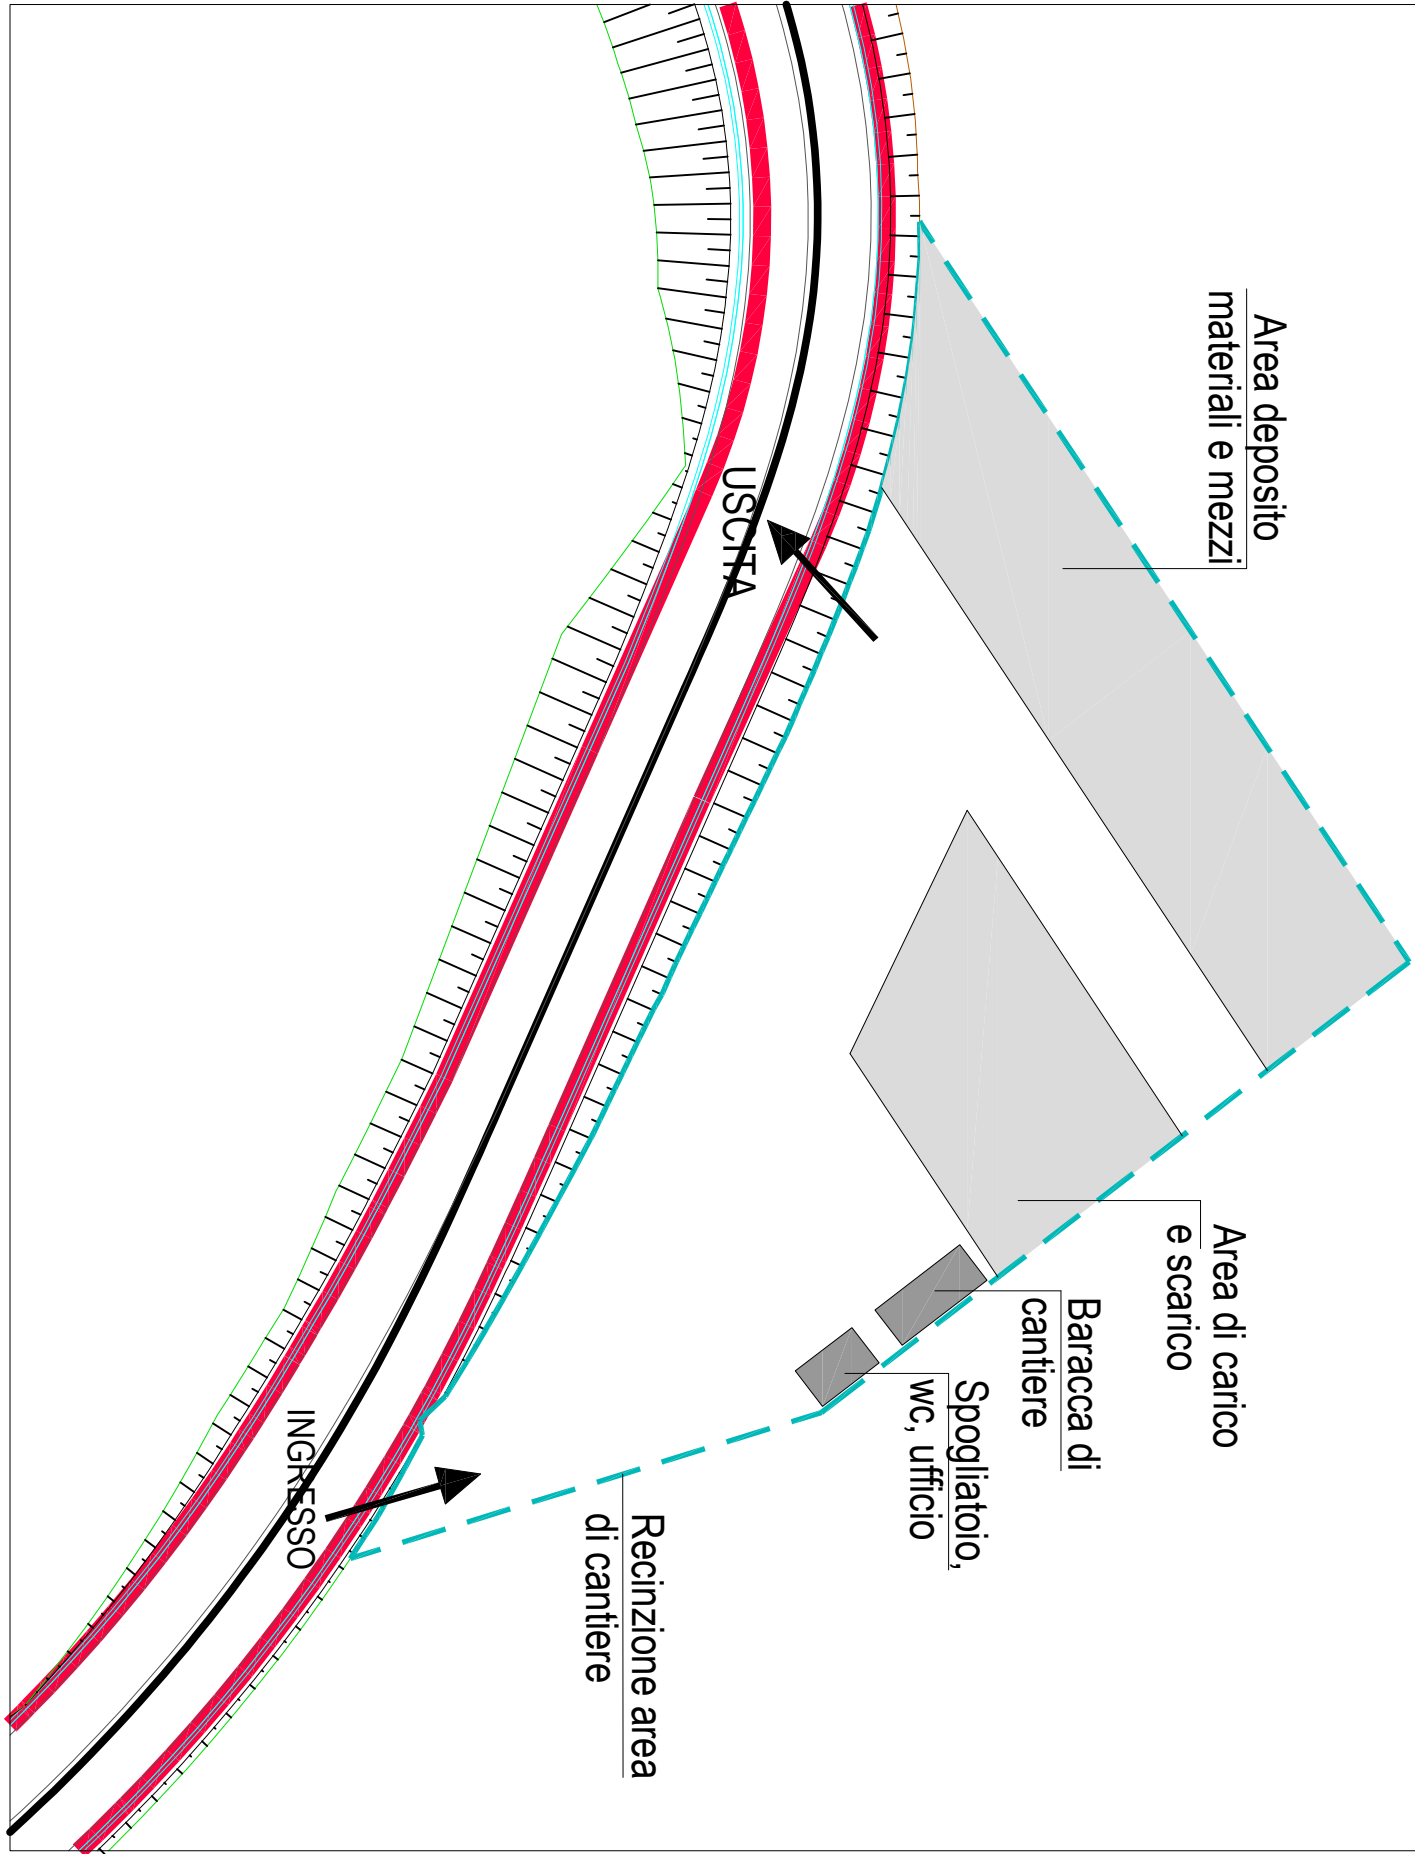 Area deposito
materiali e mezzi
USCITA
Area di carico
e scarico
Baracca di
cantiere
Spogliatoio,
wc, ufficio
INGRESSO
Recinzione area
di cantiere